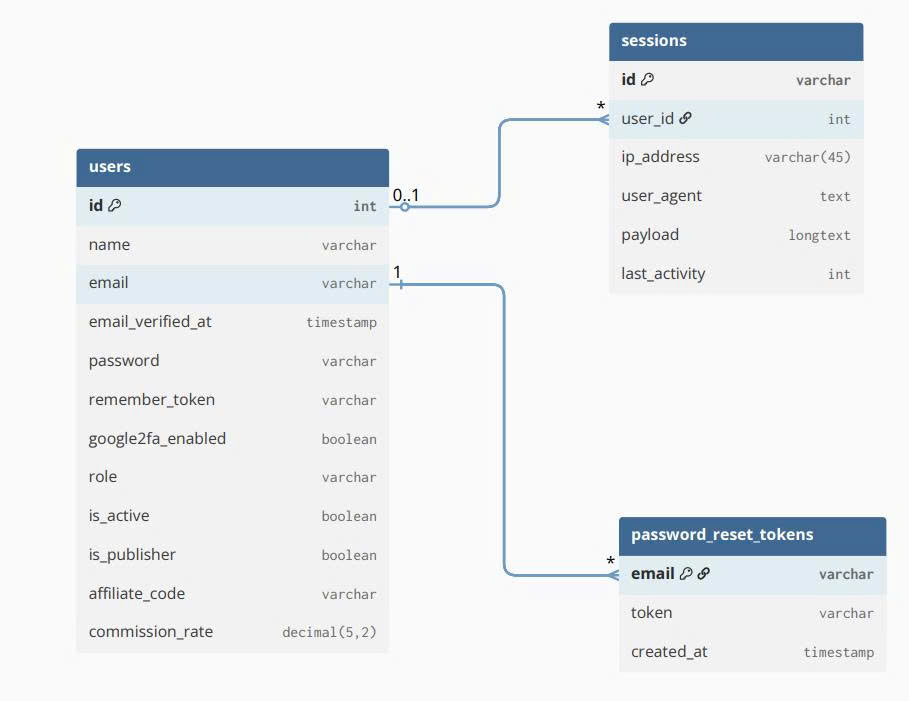 sessions
id varchar
* user_id int
ip_address varchar(45)
user_agent text
payload longtext
last_activity int
users
id int 0..1
name varchar
email varchar 1
email_verified_at timestamp
password varchar
remember_token varchar
google2fa_enabled boolean
role varchar
is_active boolean
is_publisher boolean
affiliate_code varchar
commission_rate decimal(5,2)
password_reset_tokens
* email varchar
token varchar
created_at timestamp